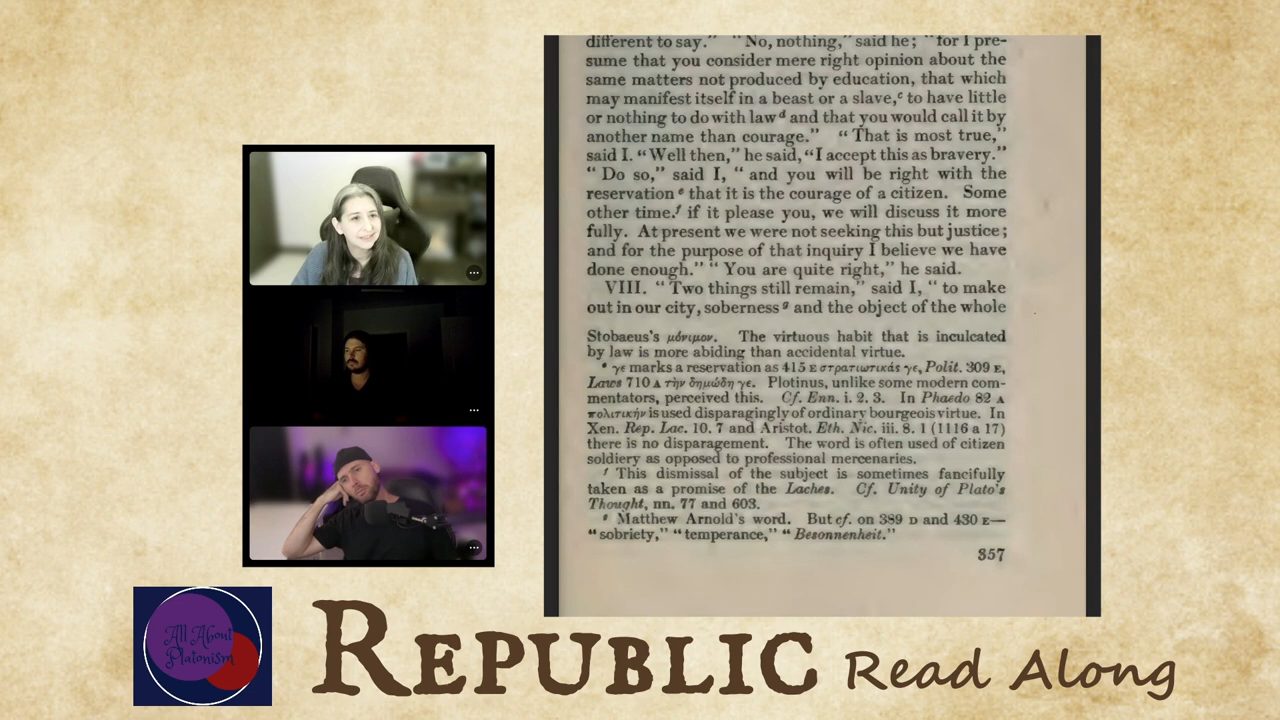 different to say.” “No, nothing,” said he; “for I pre-
sume that you consider mere right opinion about the
same matters not produced by education, that which
may manifest itself in a beast or a slave,ᶜ to have little
or nothing to do with lawᵈ and that you would call it by
another name than courage.” “That is most true,”
said I. “Well then,” he said, “I accept this as bravery.”
“Do so,” said I, “and you will be right with the
reservationᵉ that it is the courage of a citizen. Some
other time.ᶠ if it please you, we will discuss it more
fully. At present we were not seeking this but justice;
and for the purpose of that inquiry I believe we have
done enough.” “You are quite right,” he said.
VIII. “Two things still remain,” said I, “to make
out in our city, sobernessᵍ and the object of the whole
Stobaeus's μόνιμον. The virtuous habit that is inculcated
by law is more abiding than accidental virtue.
ᵉ γε marks a reservation as 415 E στρατιωτικάς γε, Polit. 309 E,
Laws 710 A τὴν δημώδη γε. Plotinus, unlike some modern com-
mentators, perceived this. Cf. Enn. i. 2. 3. In Phaedo 82 A
πολιτικήν is used disparagingly of ordinary bourgeois virtue. In
Xen. Rep. Lac. 10. 7 and Aristot. Eth. Nic. iii. 8. 1 (1116 a 17)
there is no disparagement. The word is often used of citizen
soldiery as opposed to professional mercenaries.
ᶠ This dismissal of the subject is sometimes fancifully
taken as a promise of the Laches. Cf. Unity of Plato's
Thought, nn. 77 and 603.
ᵍ Matthew Arnold's word. But cf. on 389 D and 430 E—
“sobriety,” “temperance,” “Besonnenheit.”
357
All About
Platonism
REPUBLIC Read Along